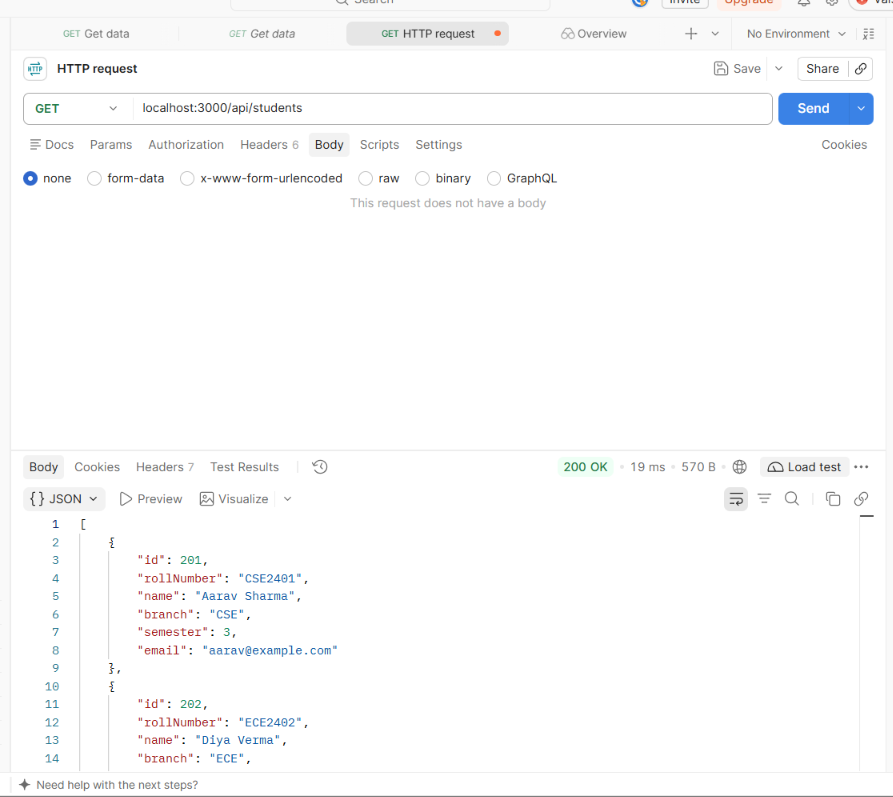 Search
Invite
Upgrade
GET Get data
GET Get data
GET HTTP request
Overview
No Environment
HTTP
HTTP request
Save
Share
GET
localhost:3000/api/students
Send
Docs Params Authorization Headers 6 Body Scripts Settings Cookies
none form-data x-www-form-urlencoded raw binary GraphQL
This request does not have a body
Body Cookies Headers 7 Test Results 200 OK • 19 ms • 570 B • Load test
{} JSON Preview Visualize
1 [
2 {
3 "id": 201,
4 "rollNumber": "CSE2401",
5 "name": "Aarav Sharma",
6 "branch": "CSE",
7 "semester": 3,
8 "email": "aarav@example.com"
9 },
10 {
11 "id": 202,
12 "rollNumber": "ECE2402",
13 "name": "Diya Verma",
14 "branch": "ECE",
Need help with the next steps?